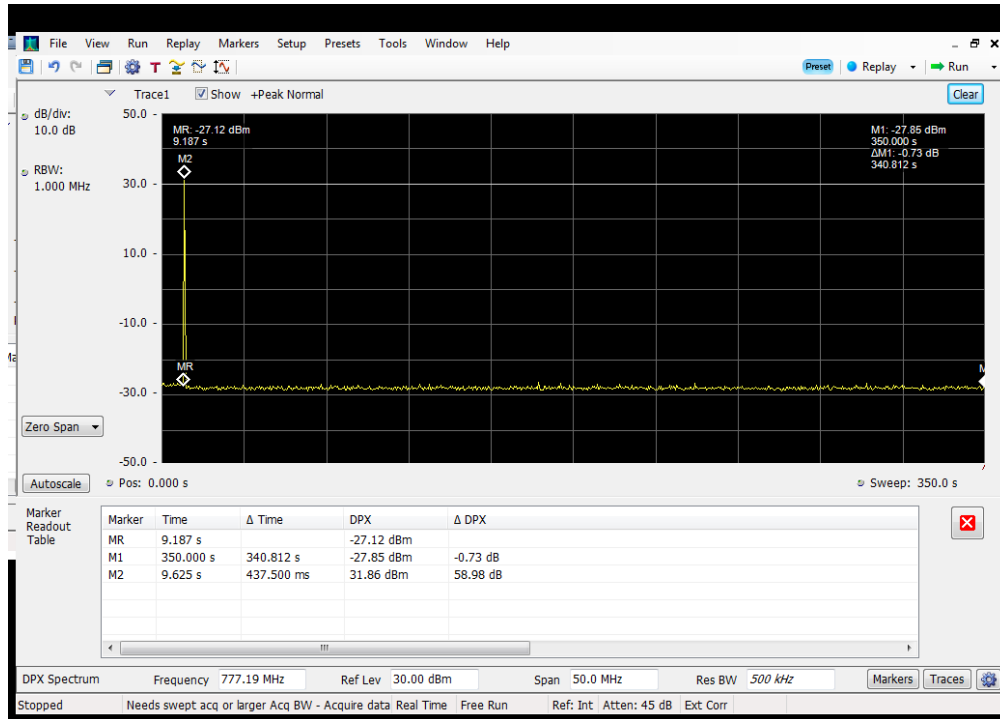 File View Run Replay Markers Setup Presets Tools Window Help
T Preset Replay Run
Trace1 Show +Peak Normal Clear
dB/div:
10.0 dB
RBW:
1.000 MHz
50.0
30.0
10.0
-10.0
-30.0
-50.0
MR: -27.12 dBm
9.187 s
M2
M1: -27.85 dBm
350.000 s
ΔM1: -0.73 dB
340.812 s
MR
Zero Span
Autoscale Pos: 0.000 s Sweep: 350.0 s
Marker
Readout
Table
Marker Time Δ Time DPX Δ DPX
MR 9.187 s -27.12 dBm
M1 350.000 s 340.812 s -27.85 dBm -0.73 dB
M2 9.625 s 437.500 ms 31.86 dBm 58.98 dB
DPX Spectrum Frequency 777.19 MHz Ref Lev 30.00 dBm Span 50.0 MHz Res BW 500 kHz Markers Traces
Stopped Needs swept acq or larger Acq BW - Acquire data Real Time Free Run Ref: Int Atten: 45 dB Ext Corr